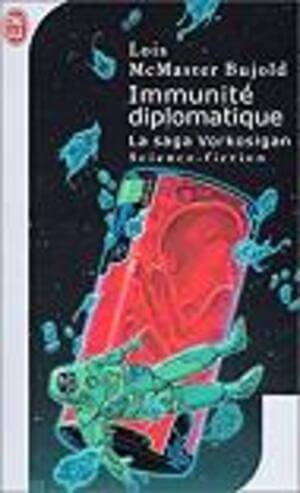 Lois
McMaster Bujold
Immunité
diplomatique
La saga Vorkosigan
Science-fiction